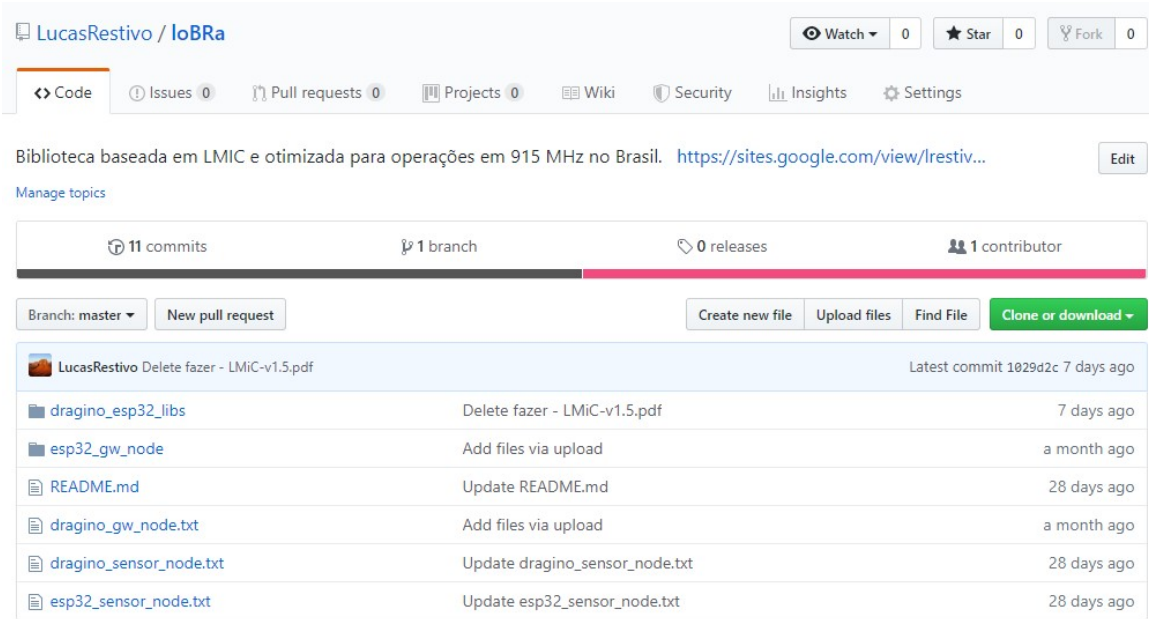 LucasRestivo / loBRa
Watch 0 Star 0 Fork 0
Code Issues 0 Pull requests 0 Projects 0 Wiki Security Insights Settings
Biblioteca baseada em LMIC e otimizada para operações em 915 MHz no Brasil. https://sites.google.com/view/lrestiv... Edit
Manage topics
11 commits 1 branch 0 releases 1 contributor
Branch: master New pull request Create new file Upload files Find File Clone or download
LucasRestivo Delete fazer - LMiC-v1.5.pdf Latest commit 1029d2c 7 days ago
dragino_esp32_libs Delete fazer - LMiC-v1.5.pdf 7 days ago
esp32_gw_node Add files via upload a month ago
README.md Update README.md 28 days ago
dragino_gw_node.txt Add files via upload a month ago
dragino_sensor_node.txt Update dragino_sensor_node.txt 28 days ago
esp32_sensor_node.txt Update esp32_sensor_node.txt 28 days ago